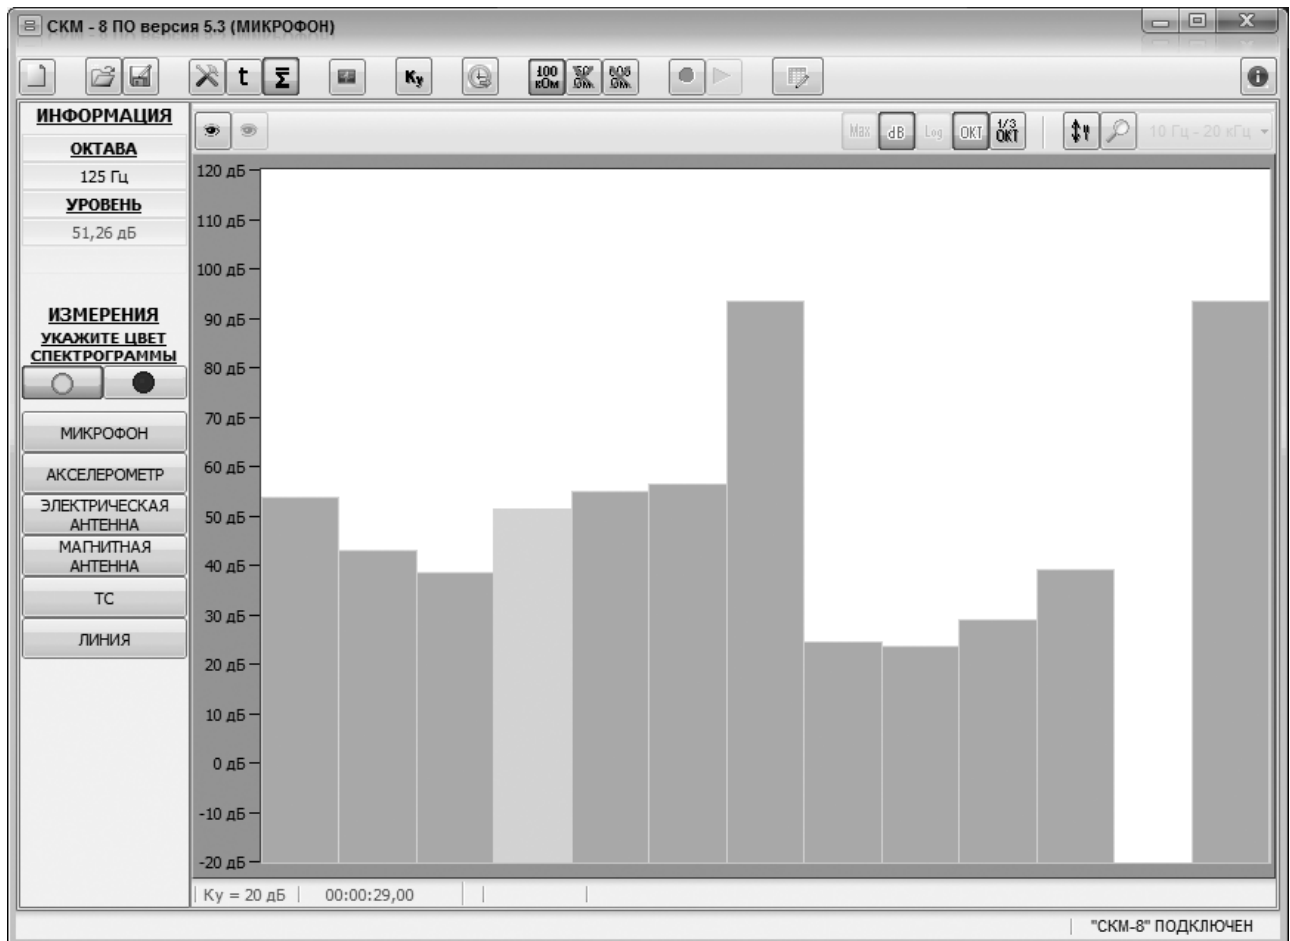 СКМ - 8 ПО версия 5.3 (МИКРОФОН)
t Σ Ку 100 кОм
ИНФОРМАЦИЯ
ОКТАВА
125 Гц
УРОВЕНЬ
51,26 дБ
ИЗМЕРЕНИЯ
УКАЖИТЕ ЦВЕТ
СПЕКТРОГРАММЫ
МИКРОФОН
АКСЕЛЕРОМЕТР
ЭЛЕКТРИЧЕСКАЯ
АНТЕННА
МАГНИТНАЯ
АНТЕННА
ТС
ЛИНИЯ
Max dB Log ОКТ 1/3 ОКТ 10 Гц - 20 кГц
120 дБ
110 дБ
100 дБ
90 дБ
80 дБ
70 дБ
60 дБ
50 дБ
40 дБ
30 дБ
20 дБ
10 дБ
0 дБ
-10 дБ
-20 дБ
Ку = 20 дБ 00:00:29,00
"СКМ-8" ПОДКЛЮЧЕН